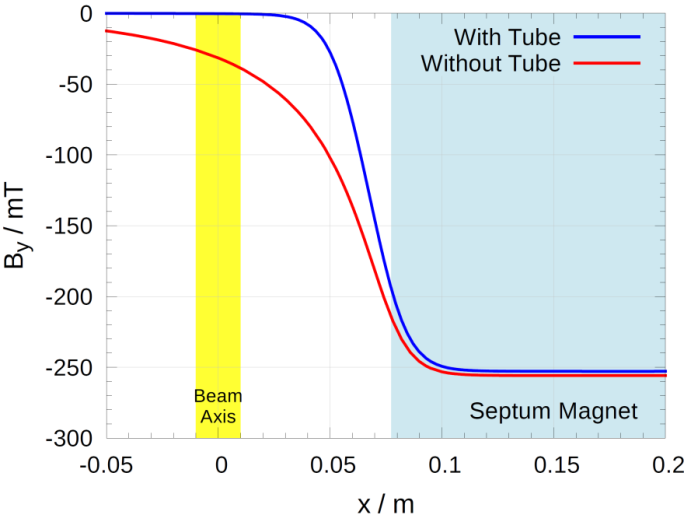 0
-50
-100
-150
-200
-250
-300
By / mT
With Tube
Without Tube
Beam
Axis
Septum Magnet
-0.05
0
0.05
0.1
0.15
0.2
x / m